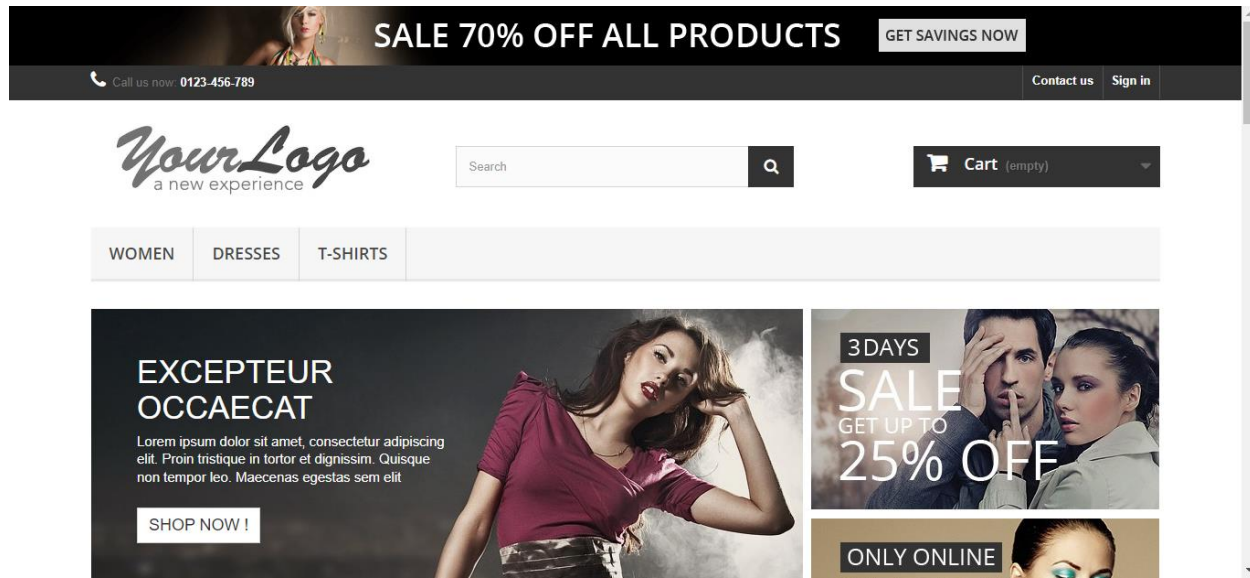 SALE 70% OFF ALL PRODUCTS
GET SAVINGS NOW
Call us now: 0123-456-789
Contact us
Sign in
YourLogo
a new experience
Search
Cart (empty)
WOMEN
DRESSES
T-SHIRTS
EXCEPTEUR
OCCAECAT
Lorem ipsum dolor sit amet, consectetur adipiscing
elit. Proin tristique in tortor et dignissim. Quisque
non tempor leo. Maecenas egestas sem elit
SHOP NOW !
3 DAYS
SALE
GET UP TO
25% OFF
ONLY ONLINE